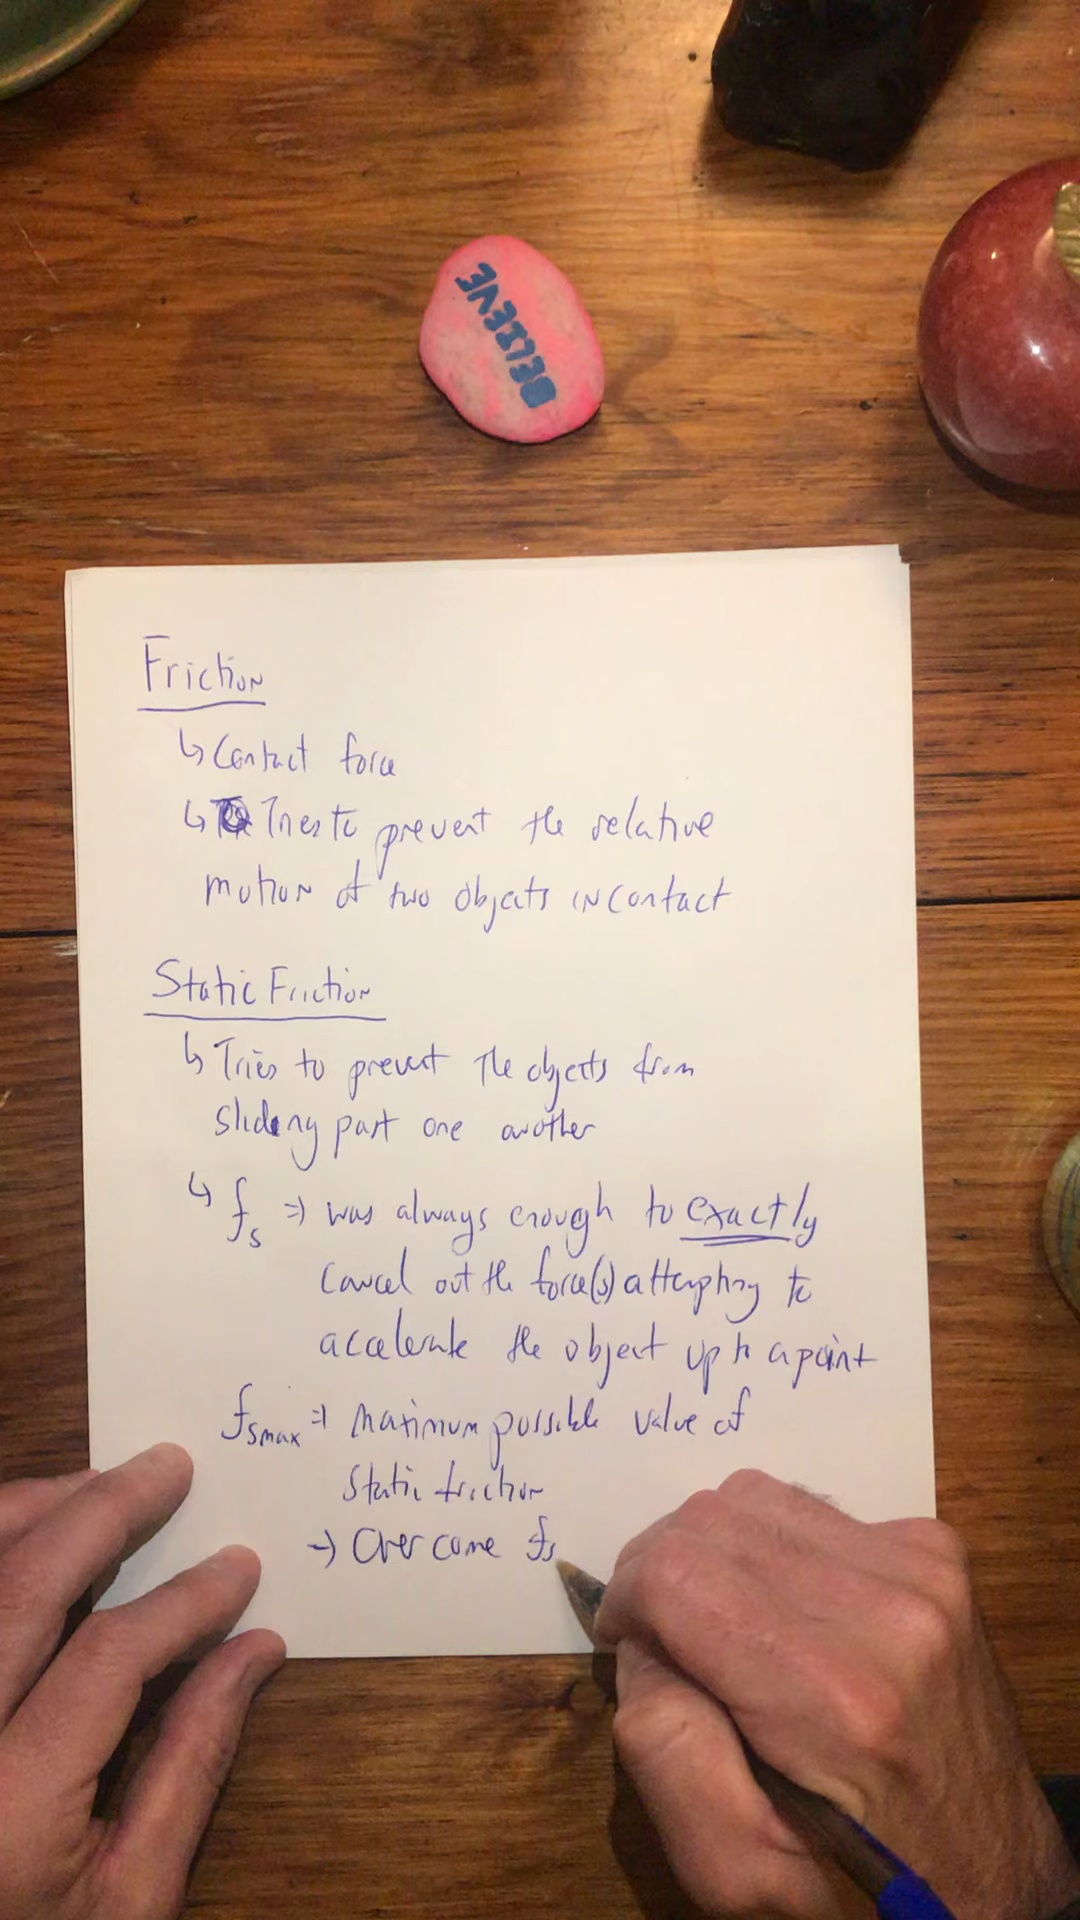 BELIEVE
Friction
↳ Contact force
↳ Tries to prevent the relative
motion of two objects in contact
Static Friction
↳ Tries to prevent the objects from
sliding past one another
↳ fs ⇒ was always enough to exactly
cancel out the force(s) attempting to
accelerate the object up to a point
fsmax ⇒ maximum possible value of
static friction
→ Overcome fs